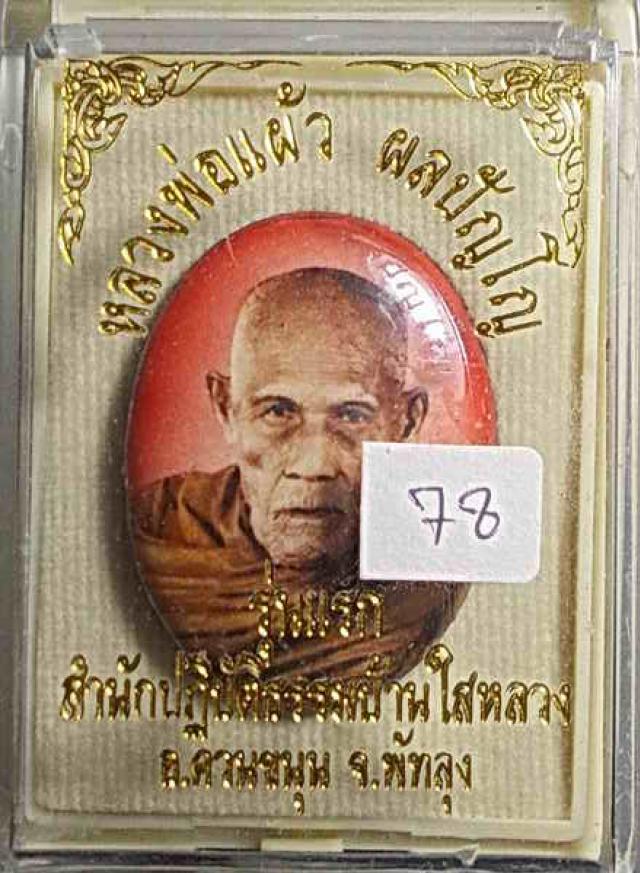 หลวงพ่อแผ้ว ผลปัญโญ
78
รุ่นแรก
สำนักปฏิบัติธรรมบ้านใสหลวง
อ.ควนขนุน จ.พัทลุง